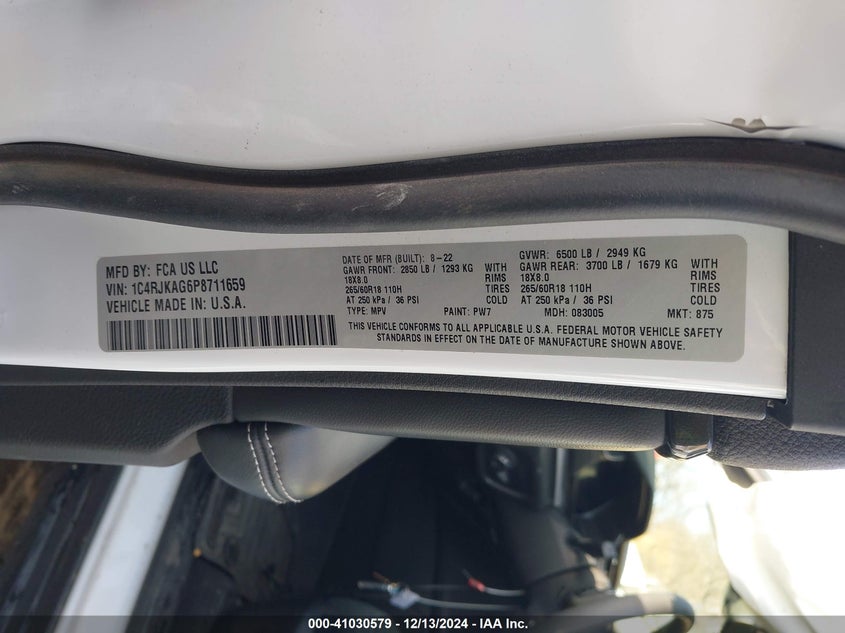 MFD BY: FCA US LLC
VIN: 1C4RJKAG6P8711659
VEHICLE MADE IN: U.S.A.
DATE OF MFR (BUILT): 8-22
GAWR FRONT: 2850 LB / 1293 KG WITH
18X8.0 RIMS
265/60R18 110H TIRES
AT 250 kPa / 36 PSI COLD
TYPE: MPV PAINT: PW7
GVWR: 6500 LB / 2949 KG
GAWR REAR: 3700 LB / 1679 KG WITH
18X8.0 RIMS
265/60R18 110H TIRES
AT 250 kPa / 36 PSI COLD
MDH: 083005 MKT: 875
THIS VEHICLE CONFORMS TO ALL APPLICABLE U.S.A. FEDERAL MOTOR VEHICLE SAFETY
STANDARDS IN EFFECT ON THE DATE OF MANUFACTURE SHOWN ABOVE.
000-41030579 - 12/13/2024 - IAA Inc.